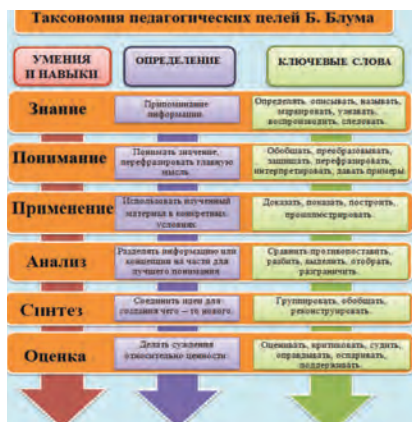 Таксономия педагогических целей Б. Блума
УМЕНИЯ
И НАВЫКИ
ОПРЕДЕЛЕНИЕ
КЛЮЧЕВЫЕ СЛОВА
Знание
Припоминание
информации.
Определять, описывать, называть,
маркировать, узнавать,
воспроизводить, следовать.
Понимание
Понимать значение,
перефразировать главную
мысль.
Обобщать, преобразовывать,
защищать, перефразировать,
интерпретировать, давать примеры.
Применение
Использовать изученный
материал в конкретных
условиях.
Доказать, показать, построить,
проиллюстрировать.
Анализ
Разделять информацию или
концепции на части для
лучшего понимания
Сравнить противопоставить,
разбить, выделить, отобрать,
разграничить.
Синтез
Соединить идеи для
создания чего – то нового.
Группировать, обобщать,
реконструировать.
Оценка
Делать суждения
относительно ценности.
Оценивать, критиковать, судить,
оправдывать, оспаривать,
поддерживать.